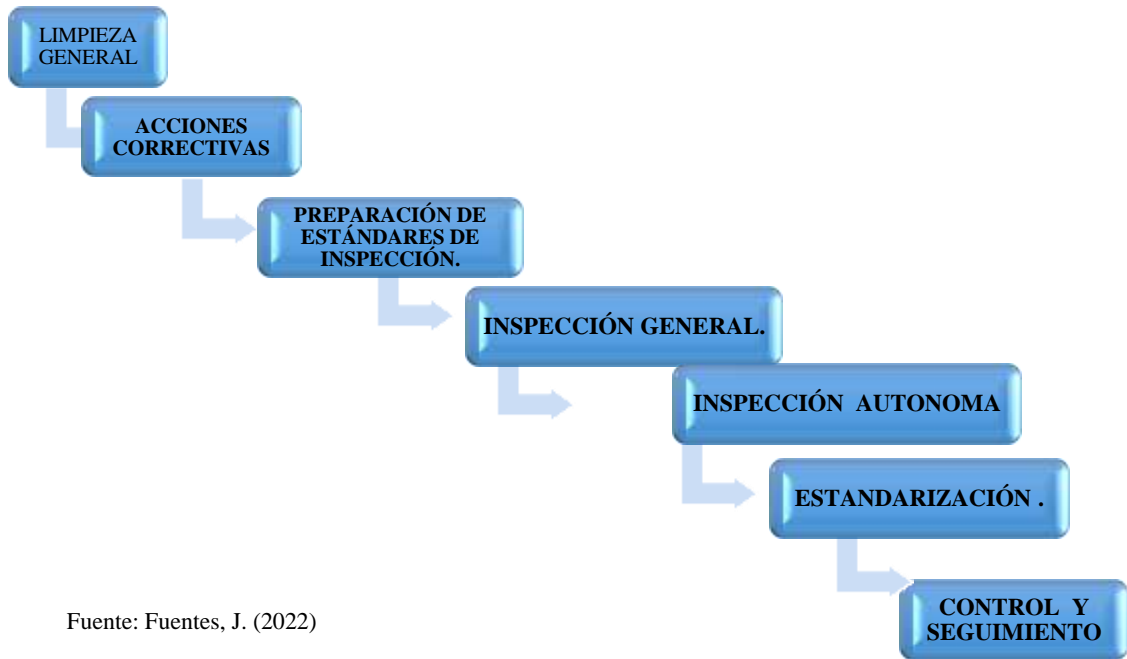 LIMPIEZA
GENERAL
ACCIONES
CORRECTIVAS
PREPARACIÓN DE
ESTÁNDARES DE
INSPECCIÓN.
INSPECCIÓN GENERAL.
INSPECCIÓN AUTONOMA
ESTANDARIZACIÓN .
CONTROL Y
SEGUIMIENTO
Fuente: Fuentes, J. (2022)